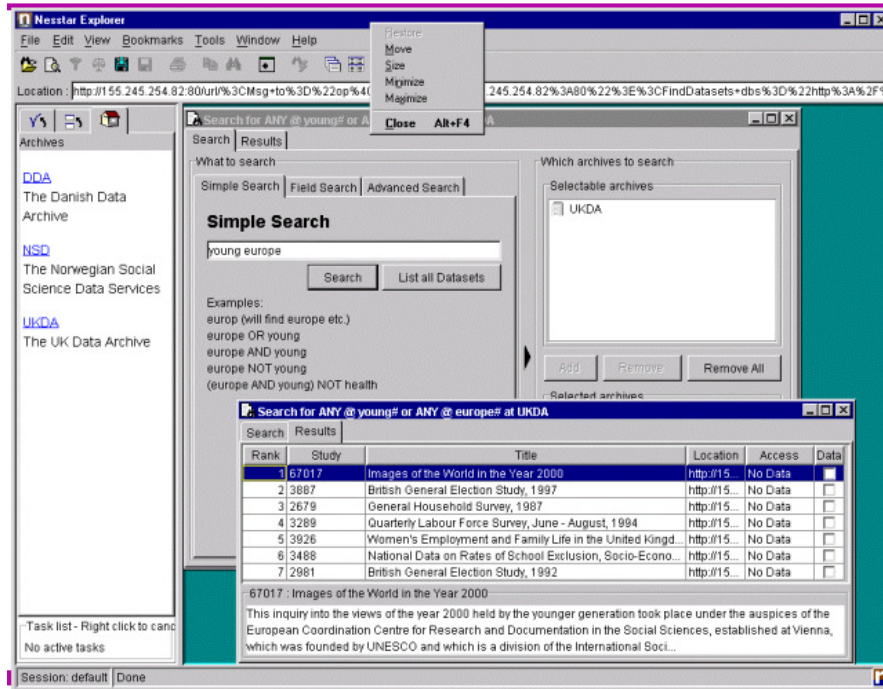 Nesstar Explorer
File Edit View Bookmarks Tools Window Help
Restore
Move
Size
Minimize
Maximize
Close Alt+F4
Location : http://155.245.254.82:80/url/%3CMsg+to%3D%22op%4 .245.254.82%3A80%22%3E%3CFindDatasets+dbs%3D%22http%3A%2F%
Archives
DDA
The Danish Data
Archive
NSD
The Norwegian Social
Science Data Services
UKDA
The UK Data Archive
Task list - Right click to canc
No active tasks
Search for ANY @ young# or A DA
Search Results
What to search
Simple Search Field Search Advanced Search
Simple Search
young europe
Search List all Datasets
Examples:
europ (will find europe etc.)
europe OR young
europe AND young
europe NOT young
(europe AND young) NOT health
Which archives to search
Selectable archives
UKDA
Add Remove Remove All
Selected archives
Search for ANY @ young# or ANY @ europe# at UKDA
Search Results
Rank Study Title Location Access Data
1 67017 Images of the World in the Year 2000 http://15... No Data
2 3887 British General Election Study, 1997 http://15... No Data
3 2679 General Household Survey, 1987 http://15... No Data
4 3289 Quarterly Labour Force Survey, June - August, 1994 http://15... No Data
5 3926 Women's Employment and Family Life in the United Kingd... http://15... No Data
6 3488 National Data on Rates of School Exclusion, Socio-Econo... http://15... No Data
7 2981 British General Election Study, 1992 http://15... No Data
67017 : Images of the World in the Year 2000
This inquiry into the views of the year 2000 held by the younger generation took place under the auspices of the
European Coordination Centre for Research and Documentation in the Social Sciences, established at Vienna,
which was founded by UNESCO and which is a division of the International Soci...
Session: default Done